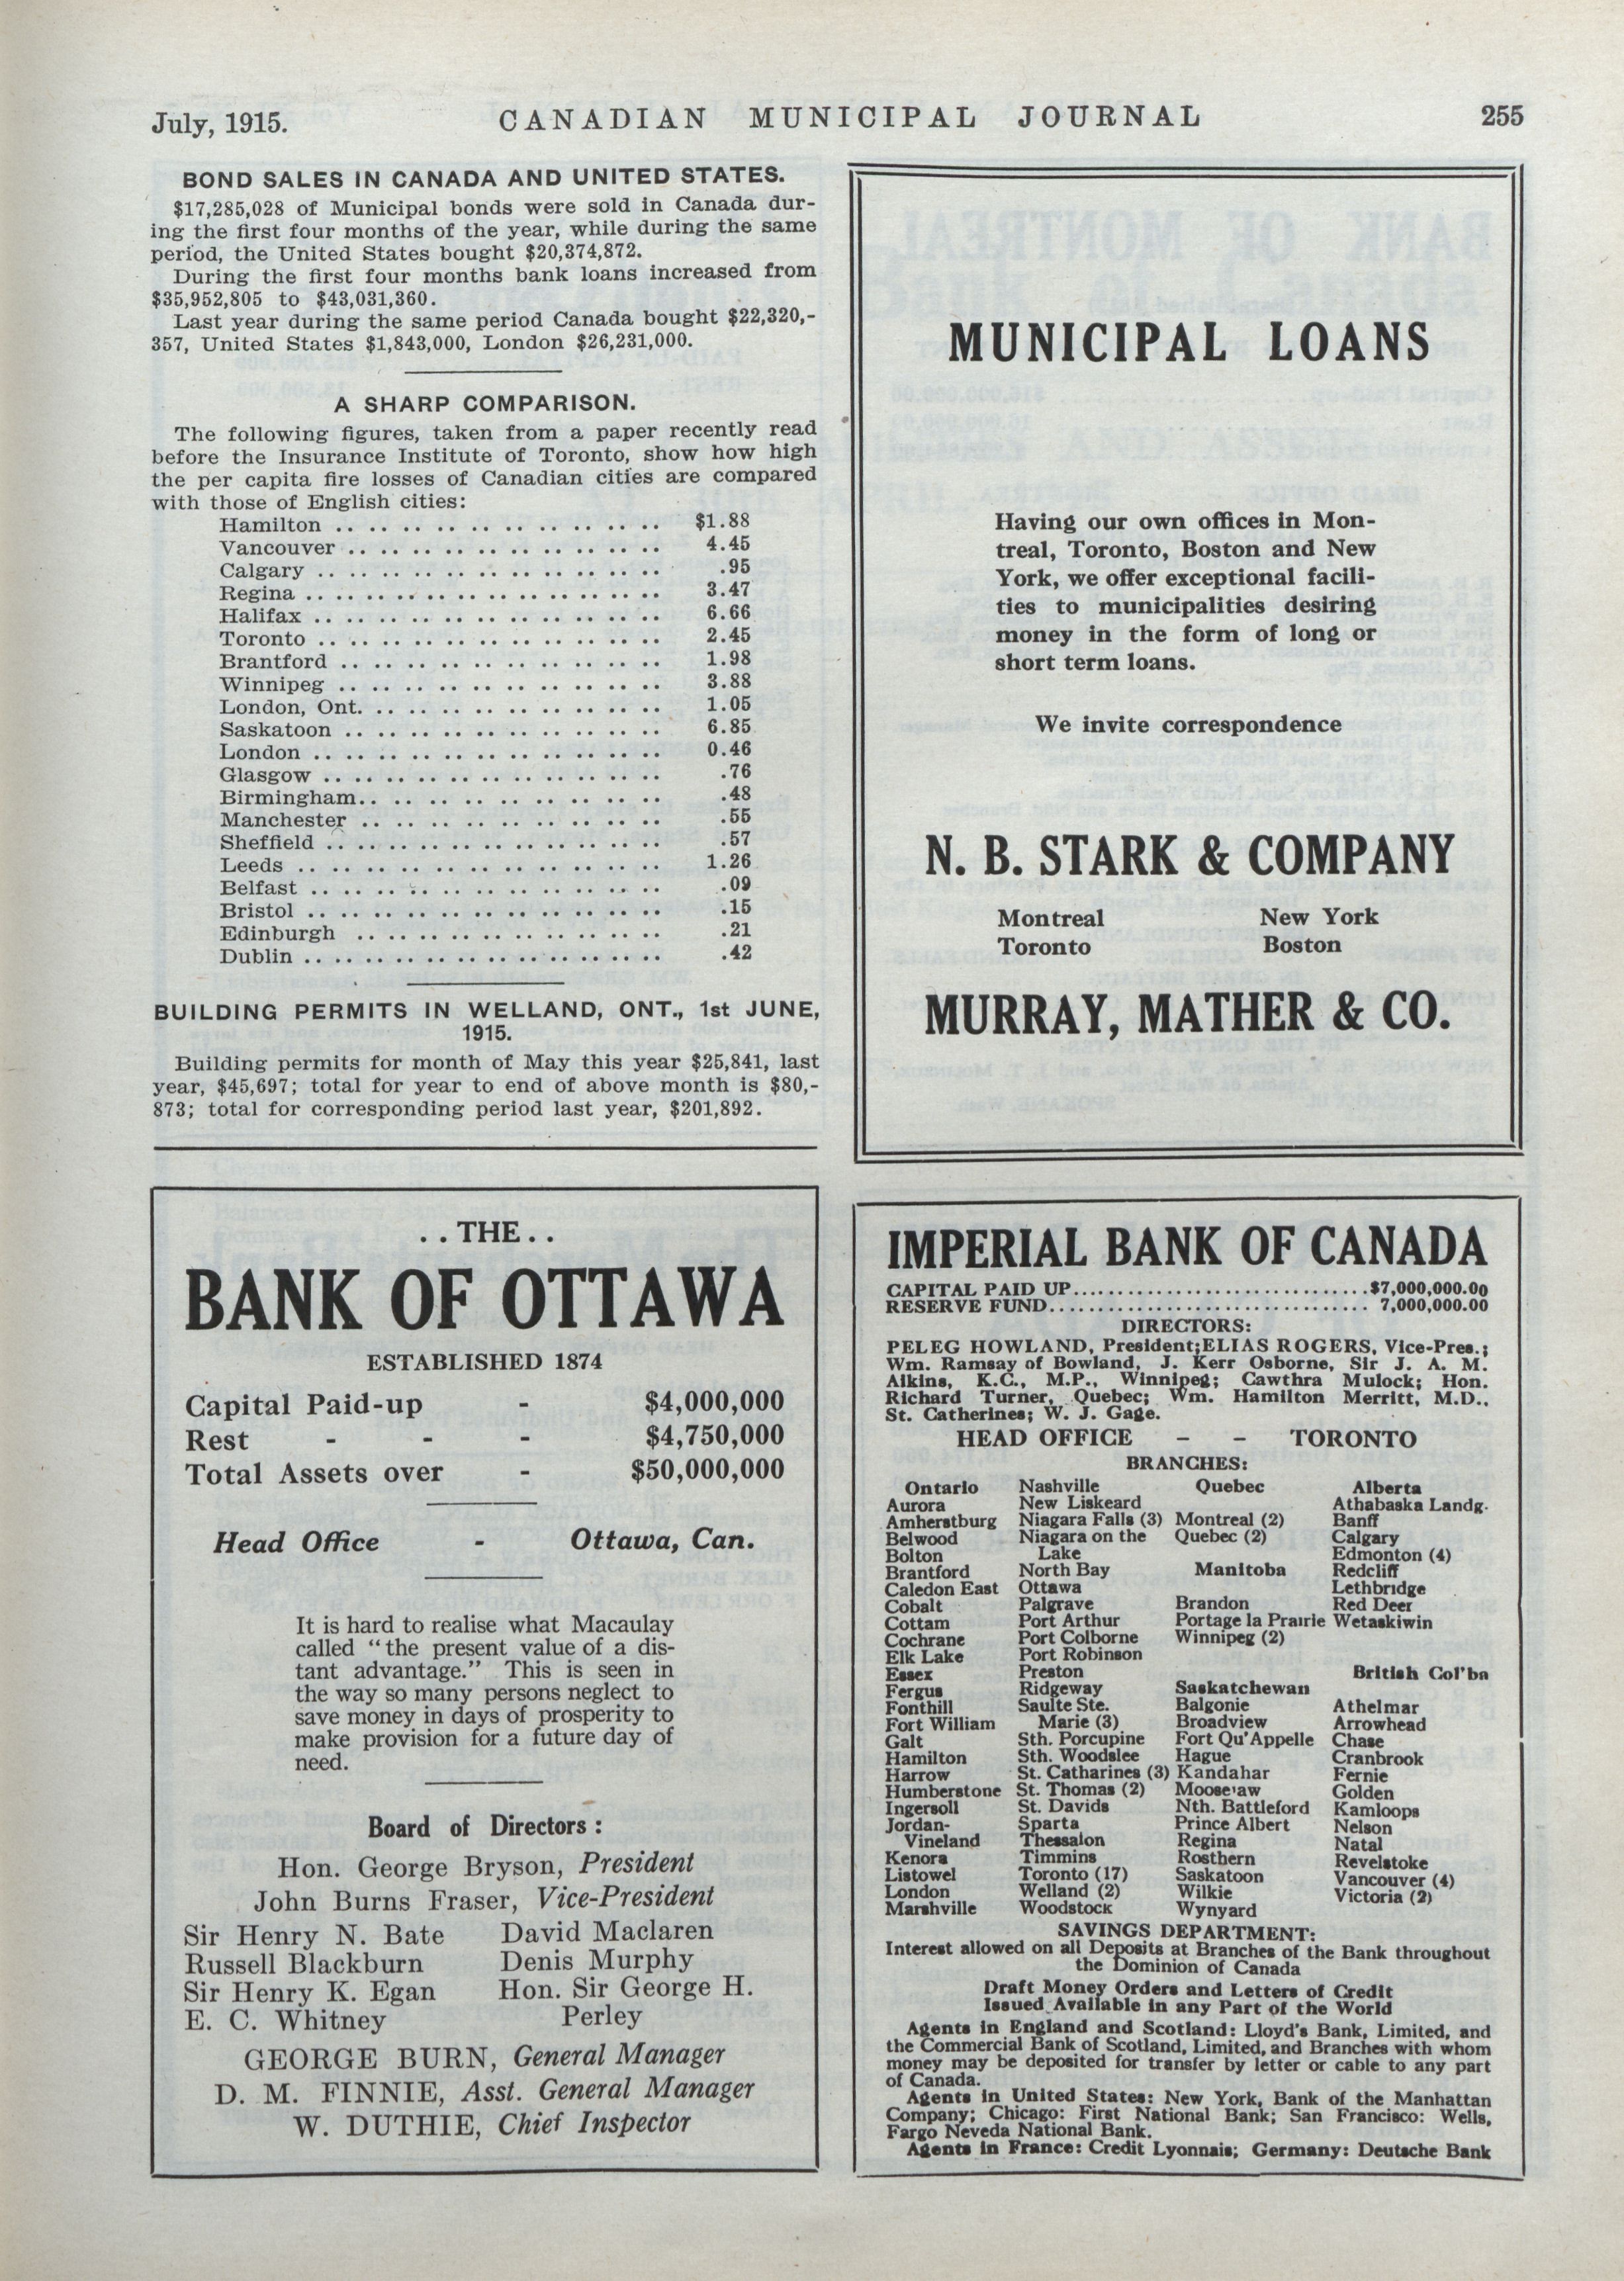 July, 1915.
CANADIAN MUNICIPAL JOURNAL
255
BOND SALES IN CANADA AND UNITED STATES.
$17,285,028 of Municipal bonds were sold in Canada dur-
ing the first four months of the year, while during the same
period, the United States bought $20,374,872.
During the first four months bank loans increased from
$35,952,805 to $43,031,360.
Last year during the same period Canada bought $22,320,-
357, United States $1,843,000, London $26,231,000.
A SHARP COMPARISON.
The following figures, taken from a paper recently read
before the Insurance Institute of Toronto, show how high
the per capita fire losses of Canadian cities are compared
with those of English cities:
Hamilton .. .. .. .. .. .. .. .. .. .. .. $1.88
Vancouver .. .. .. .. .. .. .. .. .. .. .. 4.45
Calgary .. .. .. .. .. .. .. .. .. .. .. .. .95
Regina .. .. .. .. .. .. .. .. .. .. .. .. 3.47
Halifax .. .. .. .. .. .. .. .. .. .. .. .. 6.66
Toronto .. .. .. .. .. .. .. .. .. .. .. .. 2.45
Brantford .. .. .. .. .. .. .. .. .. .. .. 1.98
Winnipeg .. .. .. .. .. .. .. .. .. .. .. 3.88
London, Ont. .. .. .. .. .. .. .. .. .. .. 1.05
Saskatoon .. .. .. .. .. .. .. .. .. .. .. 6.85
London .. .. .. .. .. .. .. .. .. .. .. .. 0.46
Glasgow .. .. .. .. .. .. .. .. .. .. .. .76
Birmingham.. .. .. .. .. .. .. .. .. .. .48
Manchester .. .. .. .. .. .. .. .. .. .. .55
Sheffield .. .. .. .. .. .. .. .. .. .. .. .57
Leeds .. .. .. .. .. .. .. .. .. .. .. .. 1.26
Belfast .. .. .. .. .. .. .. .. .. .. .. .. .09
Bristol .. .. .. .. .. .. .. .. .. .. .. .. .15
Edinburgh .. .. .. .. .. .. .. .. .. .. .21
Dublin .. .. .. .. .. .. .. .. .. .. .. .. .42
BUILDING PERMITS IN WELLAND, ONT., 1st JUNE,
1915.
Building permits for month of May this year $25,841, last
year, $45,697; total for year to end of above month is $80,-
873; total for corresponding period last year, $201,892.
MUNICIPAL LOANS
Having our own offices in Mon-
treal, Toronto, Boston and New
York, we offer exceptional facili-
ties to municipalities desiring
money in the form of long or
short term loans.
We invite correspondence
N. B. STARK & COMPANY
Montreal New York
Toronto Boston
MURRAY, MATHER & CO.
..THE..
BANK OF OTTAWA
ESTABLISHED 1874
Capital Paid-up - $4,000,000
Rest - - - $4,750,000
Total Assets over - $50,000,000
Head Office - Ottawa, Can.
It is hard to realise what Macaulay
called “the present value of a dis-
tant advantage.” This is seen in
the way so many persons neglect to
save money in days of prosperity to
make provision for a future day of
need.
Board of Directors :
Hon. George Bryson, President
John Burns Fraser, Vice-President
Sir Henry N. Bate David Maclaren
Russell Blackburn Denis Murphy
Sir Henry K. Egan Hon. Sir George H.
E. C. Whitney Perley
GEORGE BURN, General Manager
D. M. FINNIE, Asst. General Manager
W. DUTHIE, Chief Inspector
IMPERIAL BANK OF CANADA
CAPITAL PAID UP..............................$7,000,000.00
RESERVE FUND................................ 7,000,000.00
DIRECTORS:
PELEG HOWLAND, President;ELIAS ROGERS, Vice-Pres.;
Wm. Ramsay of Bowland, J. Kerr Osborne, Sir J. A. M.
Aikins, K.C., M.P., Winnipeg; Cawthra Mulock; Hon.
Richard Turner, Quebec; Wm. Hamilton Merritt, M.D.,
St. Catherines; W. J. Gage.
HEAD OFFICE - - TORONTO
BRANCHES:
Ontario
Aurora
Amherstburg
Belwood
Bolton
Brantford
Caledon East
Cobalt
Cottam
Cochrane
Elk Lake
Essex
Fergus
Fonthill
Fort William
Galt
Hamilton
Harrow
Humberstone
Ingersoll
Jordan-
Vineland
Kenora
Listowel
London
Marshville
Nashville
New Liskeard
Niagara Falls (3)
Niagara on the
Lake
North Bay
Ottawa
Palgrave
Port Arthur
Port Colborne
Port Robinson
Preston
Ridgeway
Saulte Ste.
Marie (3)
Sth. Porcupine
Sth. Woodslee
St. Catharines (3)
St. Thomas (2)
St. Davids
Sparta
Thessalon
Timmins
Toronto (17)
Welland (2)
Woodstock
Quebec
Montreal (2)
Quebec (2)
Manitoba
Brandon
Portage la Prairie
Winnipeg (2)
Saskatchewan
Balgonie
Broadview
Fort Qu'Appelle
Hague
Kandahar
Nth. Battleford
Prince Albert
Regina
Rosthern
Saskatoon
Wilkie
Wynyard
Alberta
Athabaska Landg.
Banff
Calgary
Edmonton (4)
Redcliff
Lethbridge
Red Deer
Wetaskiwin
British Col'bn
Athelmar
Arrowhead
Chase
Cranbrook
Fernie
Golden
Kamloops
Nelson
Natal
Revelstoke
Vancouver (4)
Victoria (2)
SAVINGS DEPARTMENT:
Interest allowed on all Deposits at Branches of the Bank throughout
the Dominion of Canada
Draft Money Orders and Letters of Credit
Issued Available in any Part of the World
Agents in England and Scotland: Lloyd's Bank, Limited, and
the Commercial Bank of Scotland, Limited, and Branches with whom
money may be deposited for transfer by letter or cable to any part
of Canada.
Agents in United States: New York, Bank of the Manhattan
Company; Chicago: First National Bank; San Francisco: Wells,
Fargo Neveda National Bank.
Agents in France: Credit Lyonnais; Germany: Deutsche Bank